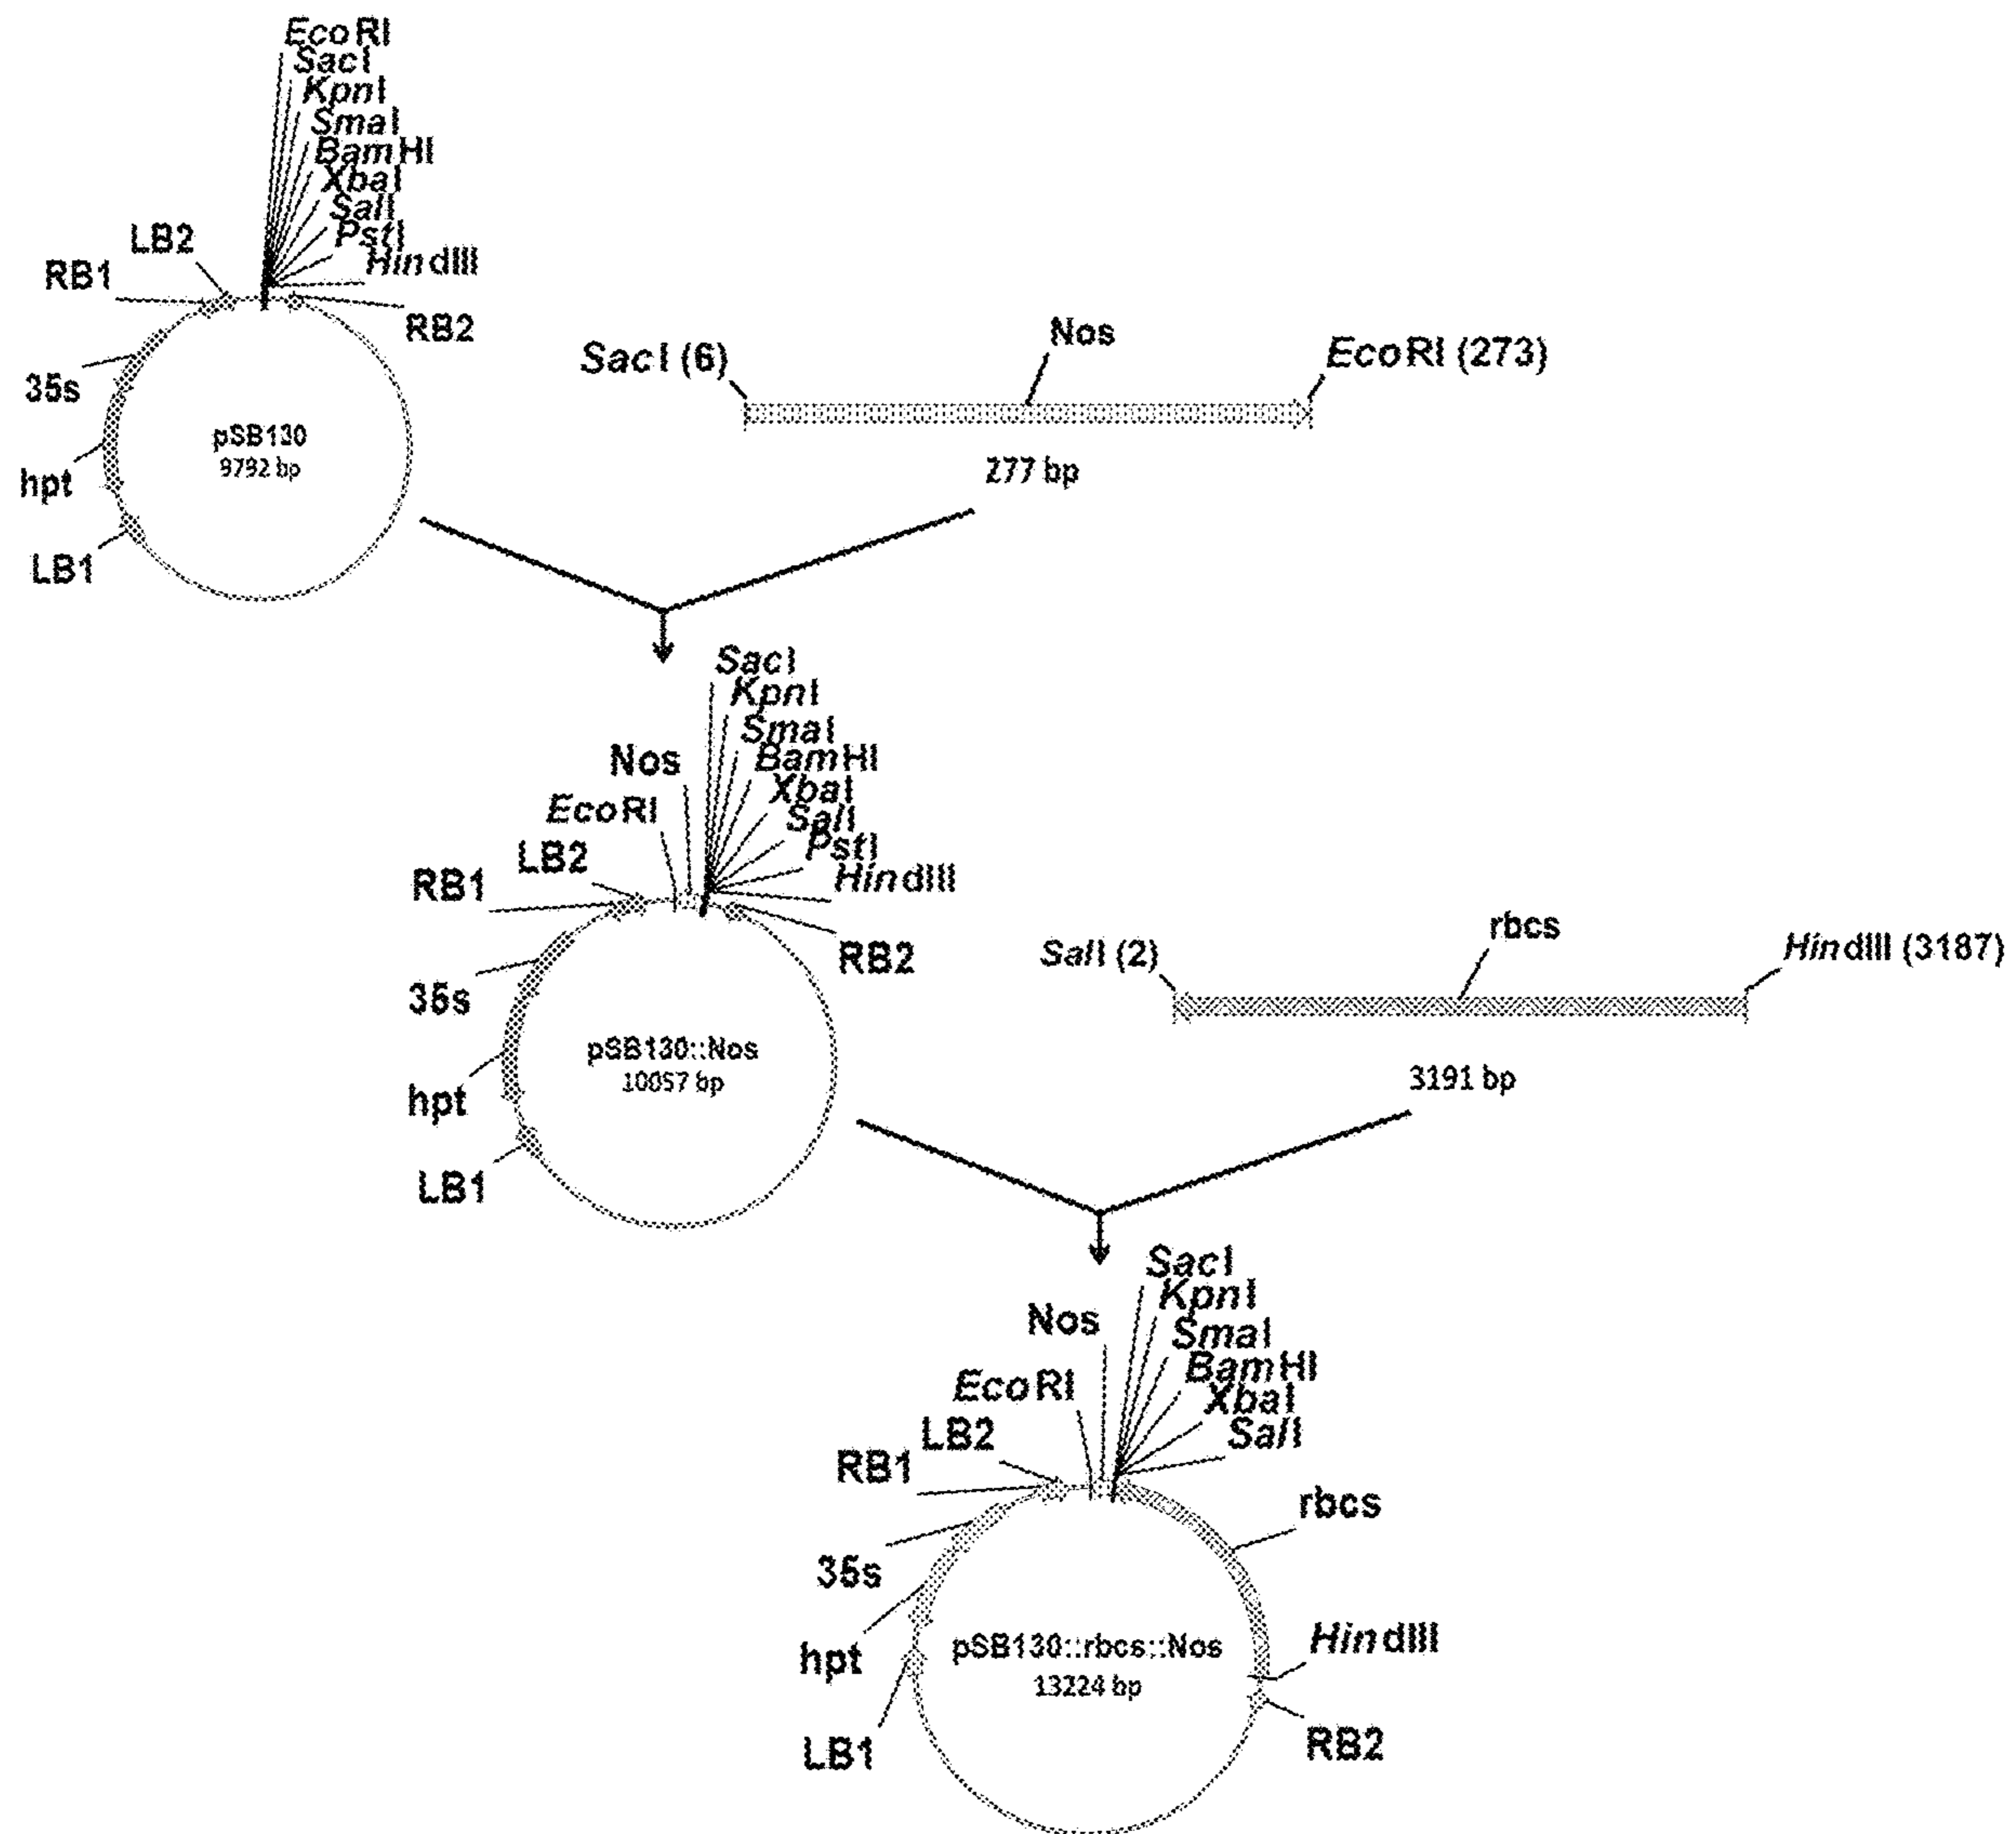 EcoRI
SacI
KpnI
SmaI
BamHI
XbaI
SalI
PstI
HindIII
LB2
RB1
RB2
35s
pSB130
9792 bp
hpt
LB1
SacI (6)
Nos
EcoRI (273)
277 bp
SacI
KpnI
SmaI
BamHI
XbaI
SalI
PstI
HindIII
Nos
EcoRI
LB2
RB1
RB2
35s
pSB130::Nos
10057 bp
hpt
LB1
SalI (2)
rbcs
HindIII (3187)
3191 bp
SacI
KpnI
SmaI
BamHI
XbaI
SalI
Nos
EcoRI
LB2
RB1
rbcs
35s
hpt
pSB130::rbcs::Nos
13224 bp
HindIII
LB1
RB2